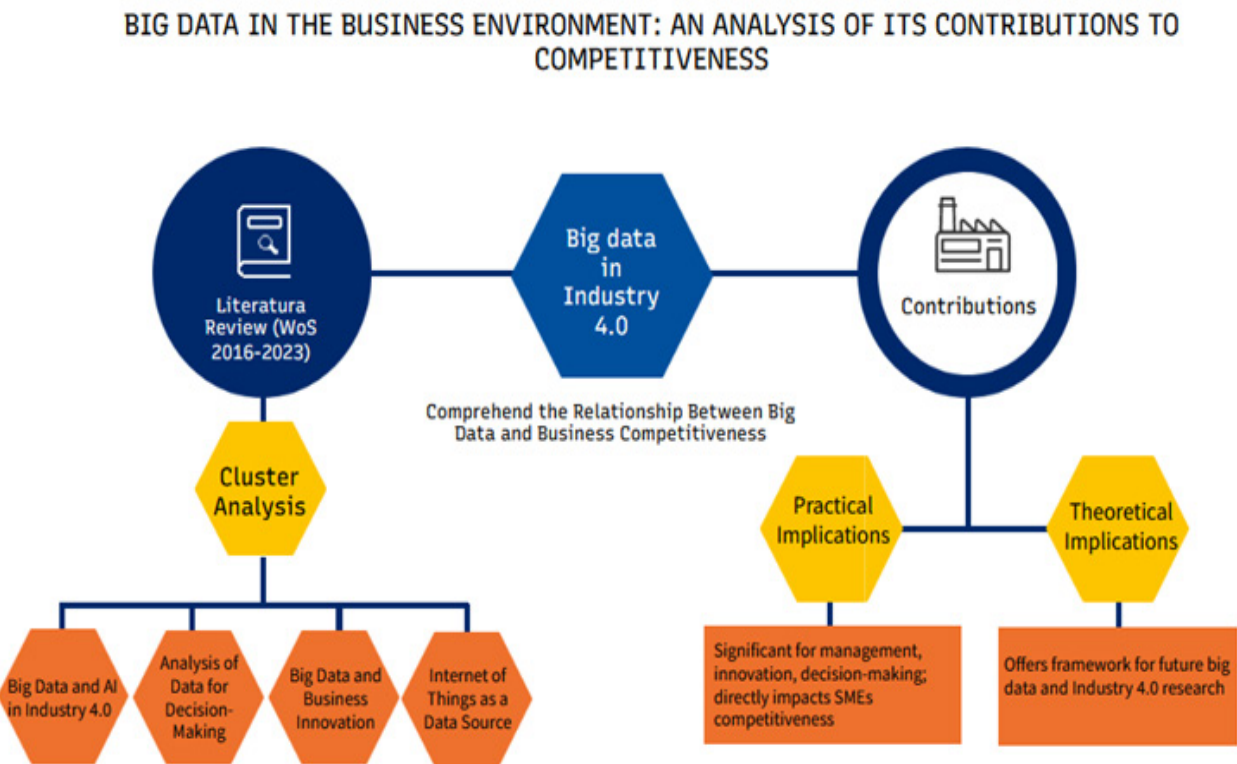 BIG DATA IN THE BUSINESS ENVIRONMENT: AN ANALYSIS OF ITS CONTRIBUTIONS TO
COMPETITIVENESS
Literatura
Review (WoS
2016-2023)
Big data
in
Industry
4.0
Contributions
Comprehend the Relationship Between Big
Data and Business Competitiveness
Cluster
Analysis
Practical
Implications
Theoretical
Implications
Big Data and AI
in Industry 4.0
Analysis of
Data for
Decision-
Making
Big Data and
Business
Innovation
Internet of
Things as a
Data Source
Significant for management,
innovation, decision-making;
directly impacts SMEs
competitiveness
Offers framework for future big
data and Industry 4.0 research